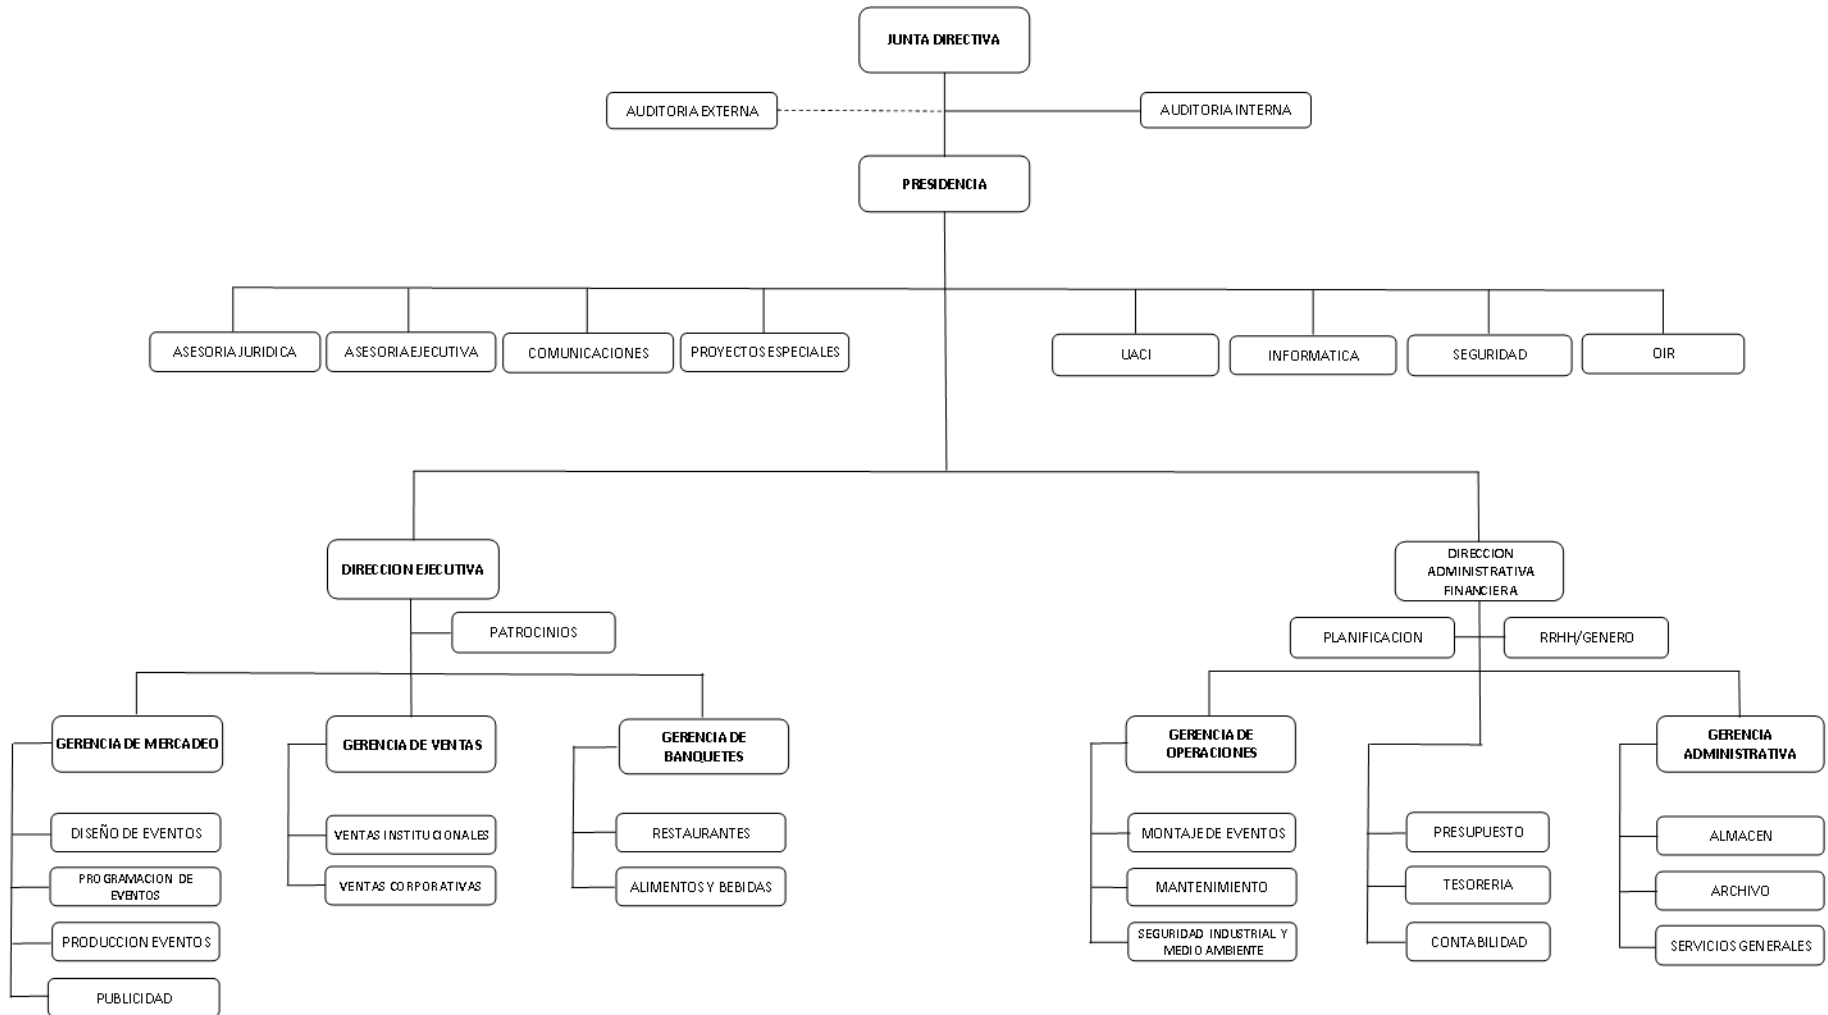 JUNTA DIRECTIVA
AUDITORIA EXTERNA
AUDITORIA INTERNA
PRESIDENCIA
ASESORIA JURIDICA
ASESORIA EJECUTIVA
COMUNICACIONES
PROYECTOS ESPECIALES
UACI
INFORMATICA
SEGURIDAD
OIR
DIRECCION EJECUTIVA
DIRECCION
ADMINISTRATIVA
FINANCIERA
PATROCINIOS
PLANIFICACION
RRHH/GENERO
GERENCIA DE MERCADEO
GERENCIA DE VENTAS
GERENCIA DE
BANQUETES
GERENCIA DE
OPERACIONES
GERENCIA
ADMINISTRATIVA
DISEÑO DE EVENTOS
VENTAS INSTITUCIONALES
RESTAURANTES
MONTAJE DE EVENTOS
PRESUPUESTO
ALMACEN
PROGRAMACION DE
EVENTOS
VENTAS CORPORATIVAS
ALIMENTOS Y BEBIDAS
MANTENIMIENTO
TESORERIA
ARCHIVO
PRODUCCION EVENTOS
SEGURIDAD INDUSTRIAL Y
MEDIO AMBIENTE
CONTABILIDAD
SERVICIOS GENERALES
PUBLICIDAD